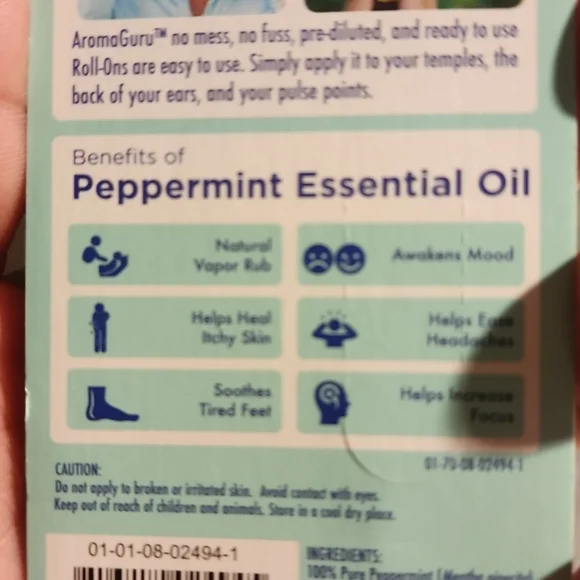 AromaGuru™ no mess, no fuss, pre-diluted, and ready to use
Roll-Ons are easy to use. Simply apply it to your temples, the
back of your ears, and your pulse points.
Benefits of
Peppermint Essential Oil
Natural
Vapor Rub
Awakens Mood
Helps Heal
Itchy Skin
Helps Ease
Headaches
Soothes
Tired Feet
Helps Increase
Focus
01-70-08-02494-1
CAUTION:
Do not apply to broken or irritated skin. Avoid contact with eyes.
Keep out of reach of children and animals. Store in a cool dry place.
01-01-08-02494-1
INGREDIENTS:
100% Pure Peppermint (Mentha